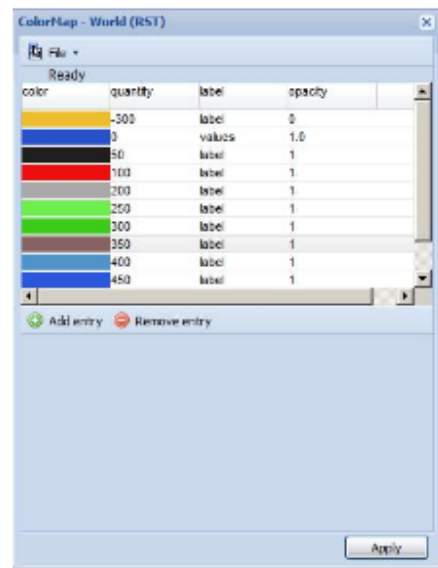 ColorMap - World (RST)
File
Ready
color quantity label opacity
-300 label 0
0 values 1.0
50 label 1
100 label 1
200 label 1
250 label 1
300 label 1
350 label 1
400 label 1
450 label 1
Add entry Remove entry
Apply